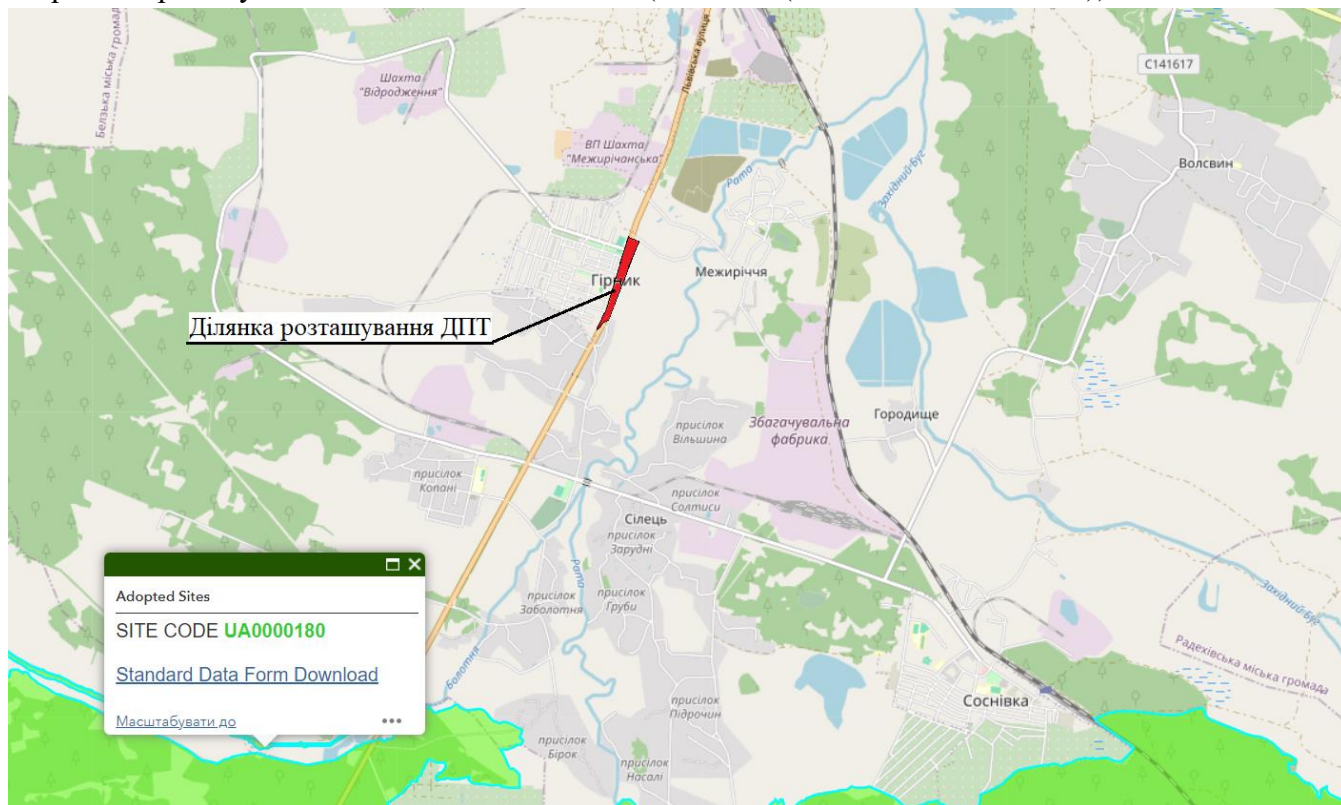 Белзька міська громада
Шахта
"Відродження"
Львівська вулиця
С141617
ВП Шахта
"Межирічанська"
Рата
Західний Буг
Волсвин
Гірник
Межиріччя
Ділянка розташування ДПТ
присілок
Вільшина
Збагачувальна
фабрика
Городище
присілок
Копані
присілок
Солтиси
Сілець
присілок
Зарудні
Рата
присілок
Заболотня
присілок
Груби
Західний Буг
Радехівська міська громада
Adopted Sites
SITE CODE UA0000180
Standard Data Form Download
Масштабувати до
Болотня
присілок
Підрочин
Соснівка
присілок
Бірок
присілок
Насалі